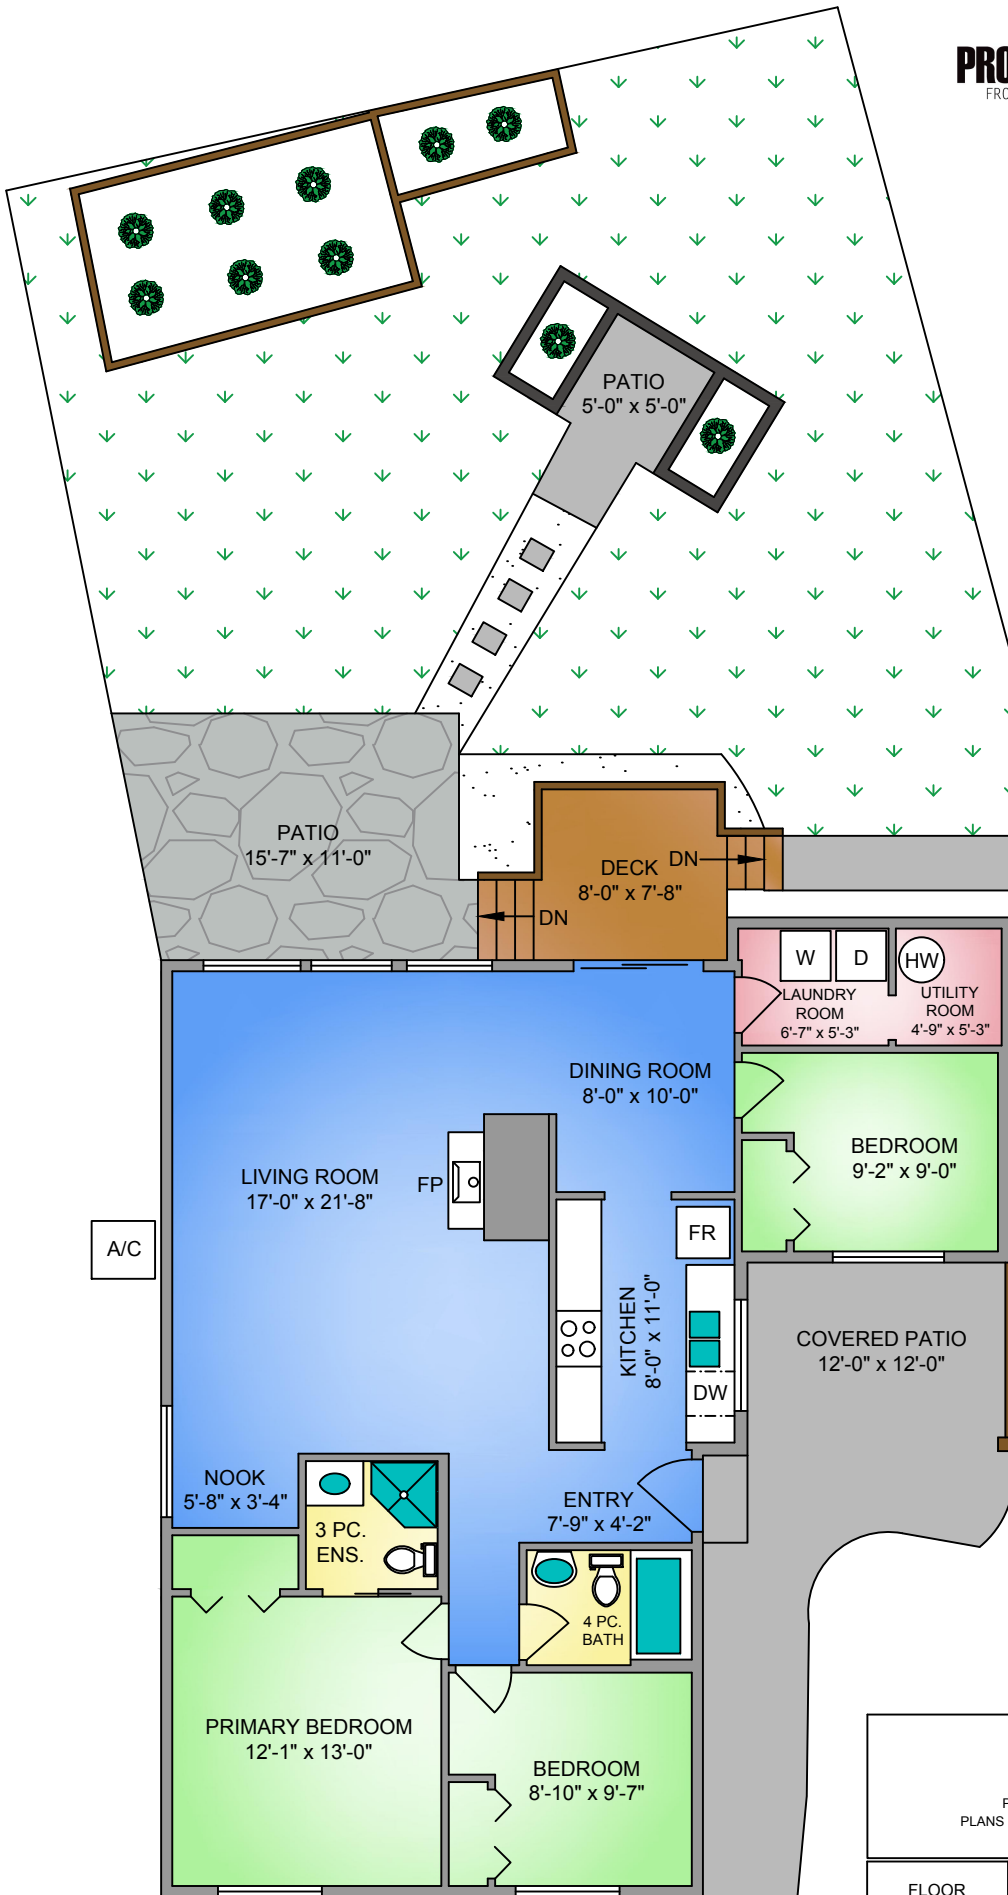 PRO
FRO
PATIO
5'-0" x 5'-0"
PATIO
15'-7" x 11'-0"
DECK
8'-0" x 7'-8"
DN
DN
W
D
HW
LAUNDRY
ROOM
6'-7" x 5'-3"
UTILITY
ROOM
4'-9" x 5'-3"
DINING ROOM
8'-0" x 10'-0"
BEDROOM
9'-2" x 9'-0"
LIVING ROOM
17'-0" x 21'-8"
FP
A/C
FR
KITCHEN
8'-0" x 11'-0"
DW
COVERED PATIO
12'-0" x 12'-0"
NOOK
5'-8" x 3'-4"
3 PC.
ENS.
ENTRY
7'-9" x 4'-2"
4 PC.
BATH
PRIMARY BEDROOM
12'-1" x 13'-0"
BEDROOM
8'-10" x 9'-7"
PLANS
FLOOR